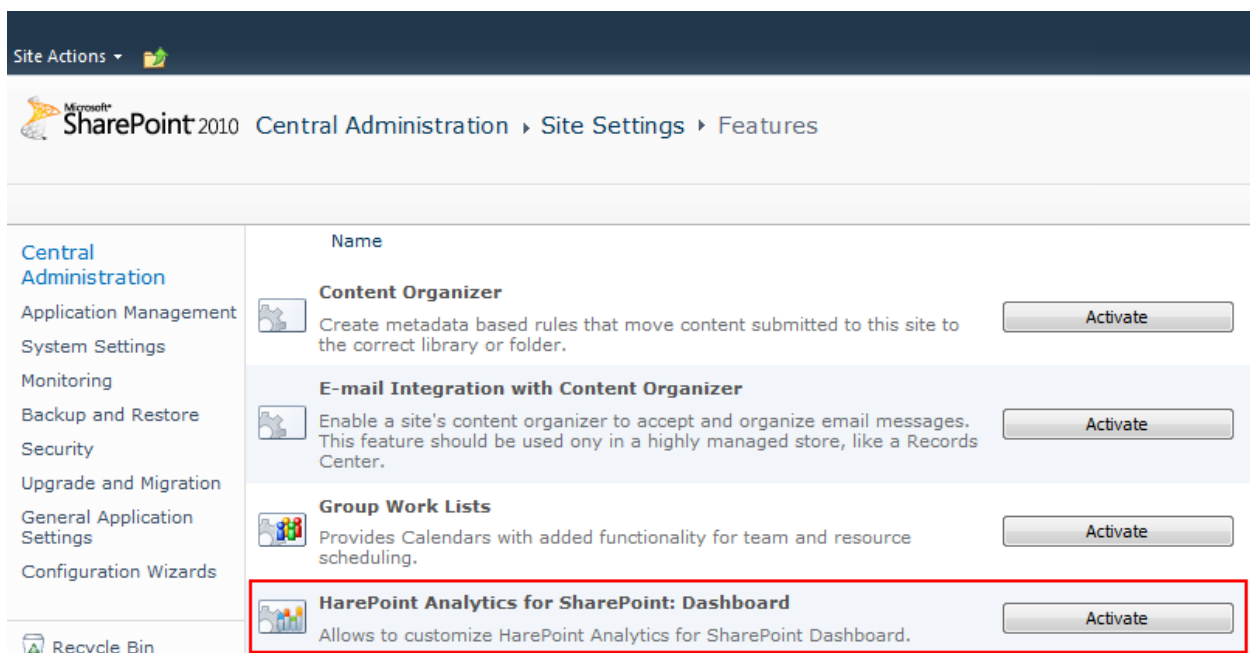 Site Actions
Microsoft
SharePoint 2010 Central Administration Site Settings Features
Central
Administration
Application Management
System Settings
Monitoring
Backup and Restore
Security
Upgrade and Migration
General Application
Settings
Configuration Wizards
Recycle Bin
Name
Content Organizer
Create metadata based rules that move content submitted to this site to
the correct library or folder.
Activate
E-mail Integration with Content Organizer
Enable a site's content organizer to accept and organize email messages.
This feature should be used ony in a highly managed store, like a Records
Center.
Activate
Group Work Lists
Provides Calendars with added functionality for team and resource
scheduling.
Activate
HarePoint Analytics for SharePoint: Dashboard
Allows to customize HarePoint Analytics for SharePoint Dashboard.
Activate